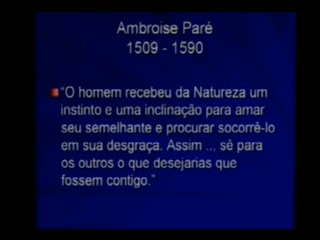 Ambroise Paré
1509 - 1590
“O homem recebeu da Natureza um
instinto e uma inclinação para amar
seu semelhante e procurar socorrê-lo
em sua desgraça. Assim ... sê para
os outros o que desejarias que
fossem contigo.”